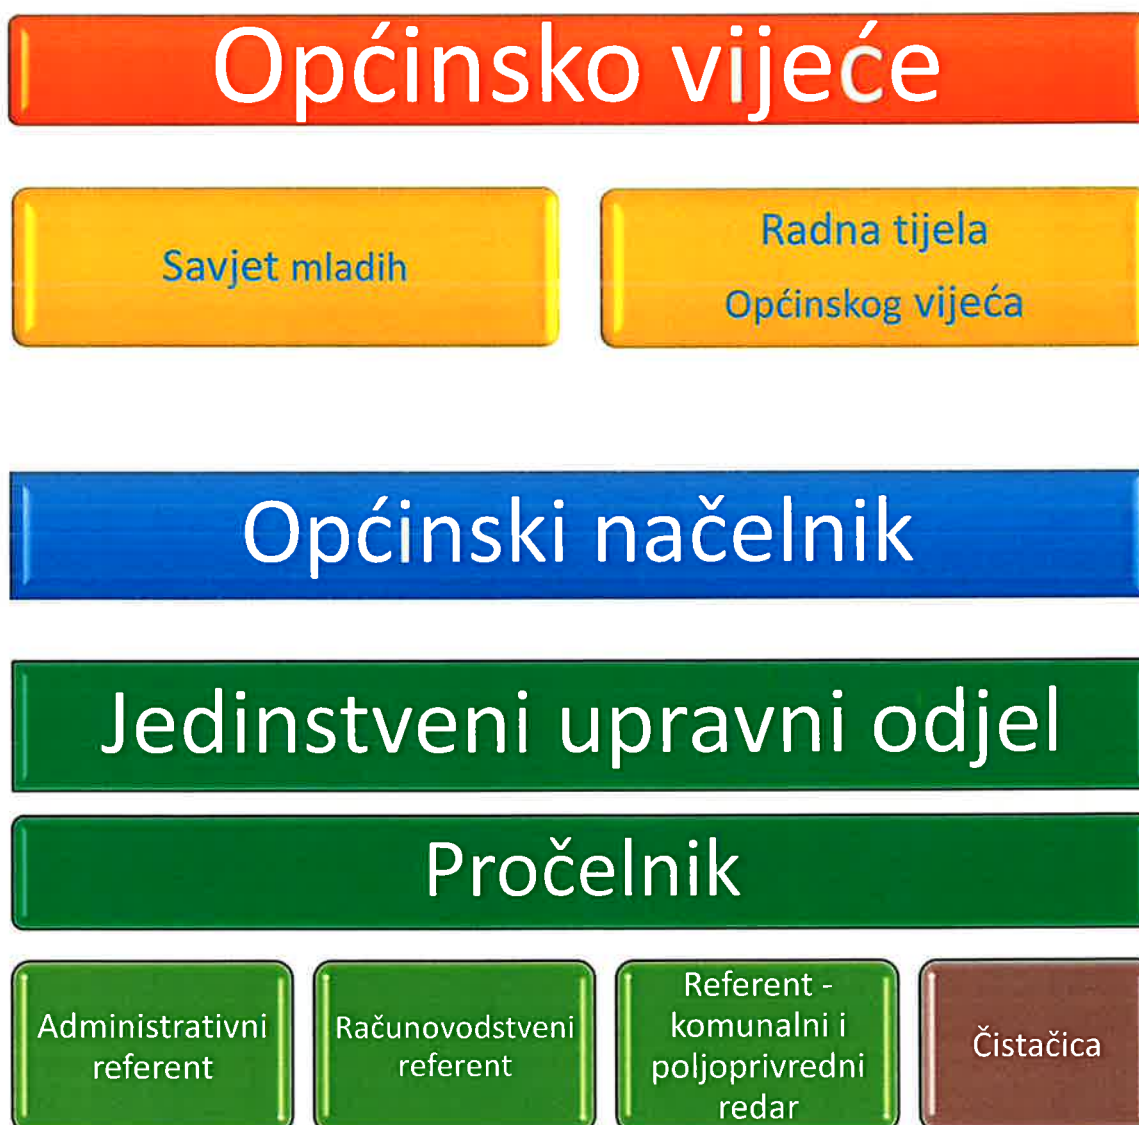 Općinsko vijeće
Savjet mladih
Radna tijela
Općinskog vijeća
Općinski načelnik
Jedinstveni upravni odjel
Pročelnik
Administrativni
referent
Računovodstveni
referent
Referent -
komunalni i
poljoprivredni
redar
Čistačica